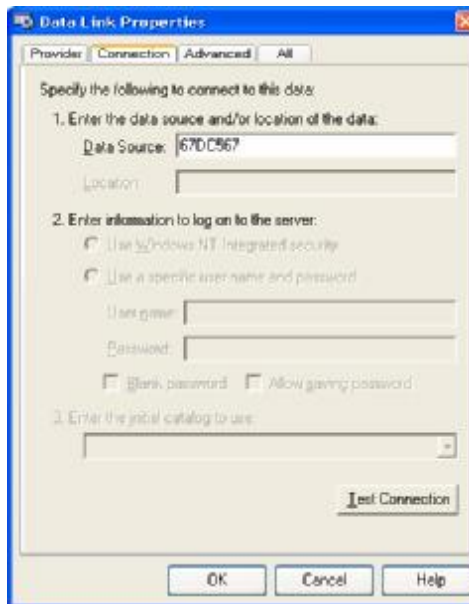 Data Link Properties
Provider Connection Advanced All
Specify the following to connect to this data:
1. Enter the data source and/or location of the data:
Data Source: 67DC567
Location:
2. Enter information to log on to the server:
Use Windows NT Integrated security
Use a specific user name and password
User name:
Password:
Blank password Allow saving password
3. Enter the initial catalog to use:
Test Connection
OK Cancel Help